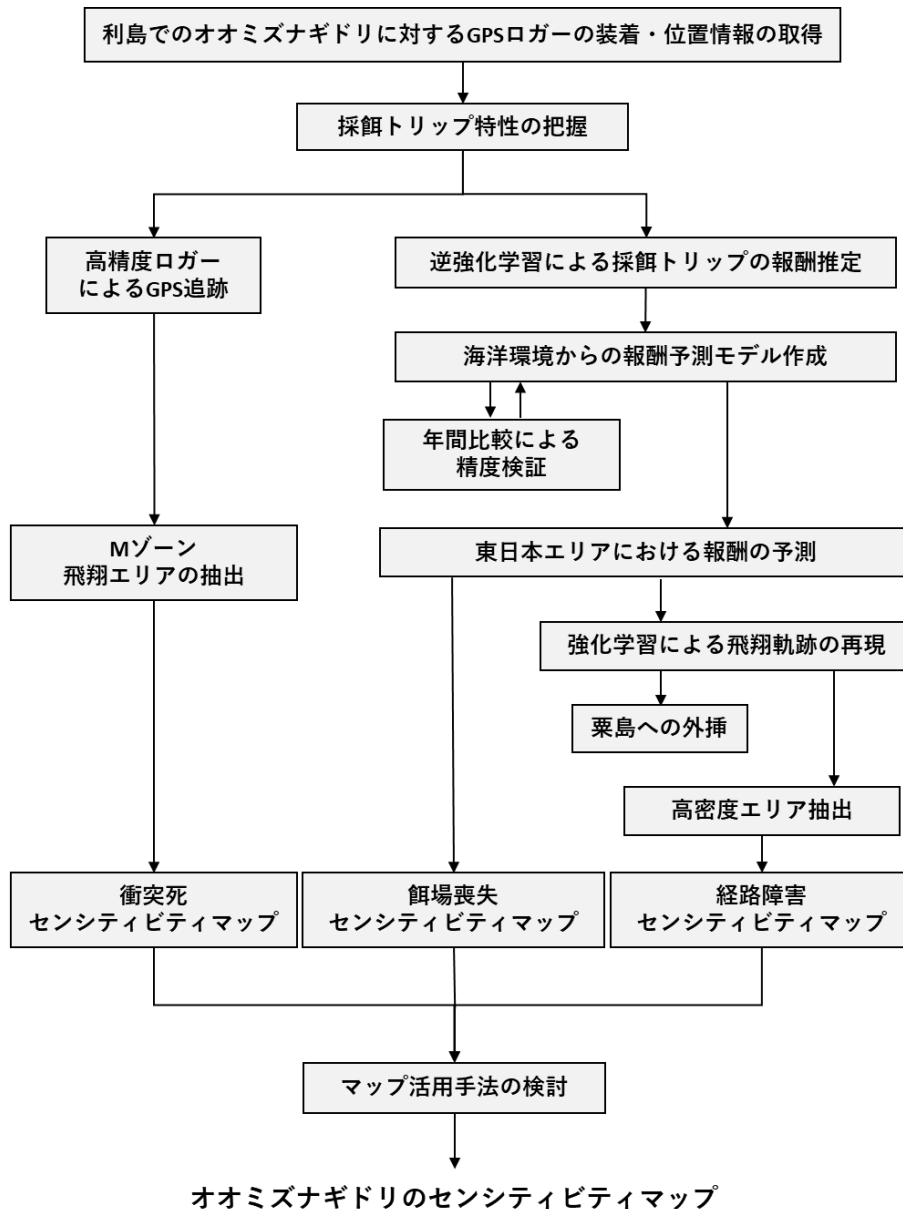 利島でのオオミズナギドリに対するGPSロガーの装着・位置情報の取得
採餌トリップ特性の把握
高精度ロガー
によるGPS追跡
逆強化学習による採餌トリップの報酬推定
海洋環境からの報酬予測モデル作成
年間比較による
精度検証
Mゾーン
飛翔エリアの抽出
東日本エリアにおける報酬の予測
強化学習による飛翔軌跡の再現
粟島への外挿
高密度エリア抽出
衝突死
センシティビティマップ
餌場喪失
センシティビティマップ
経路障害
センシティビティマップ
マップ活用手法の検討
オオミズナギドリのセンシティビティマップ